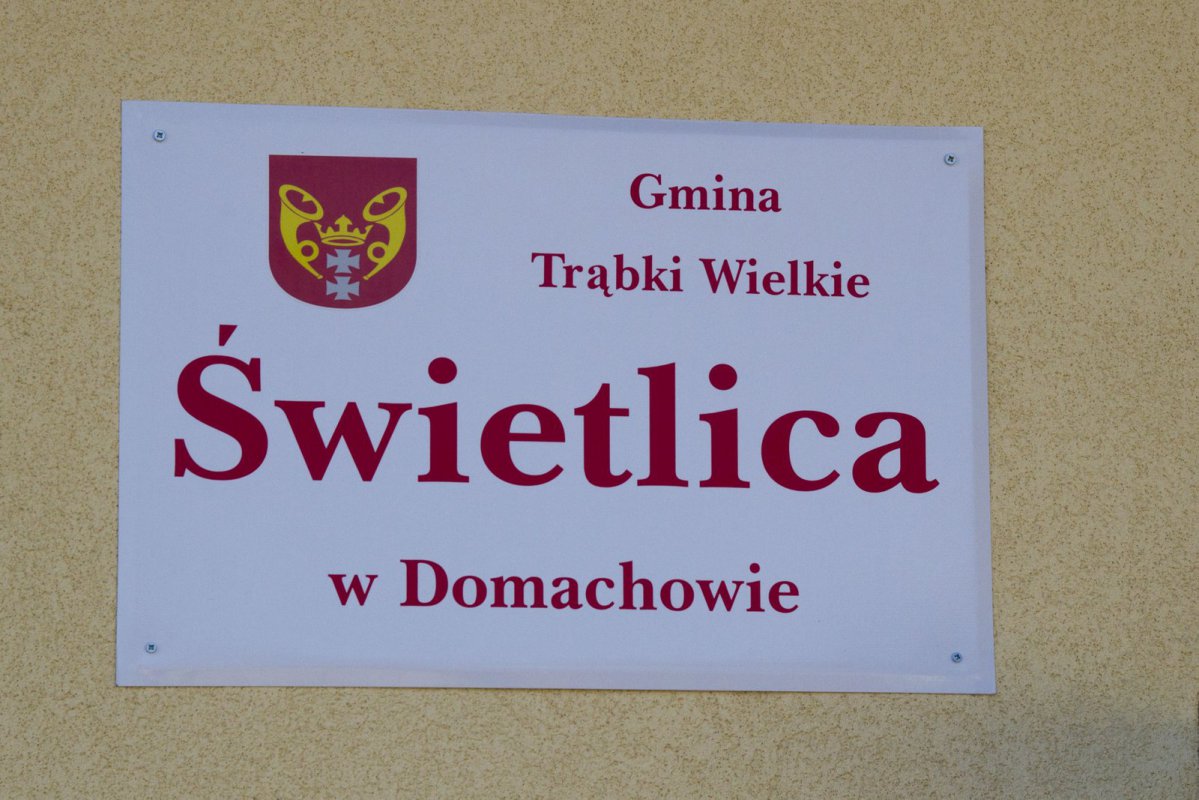 Gmina
Trąbki Wielkie
Świetlica
w Domachowie